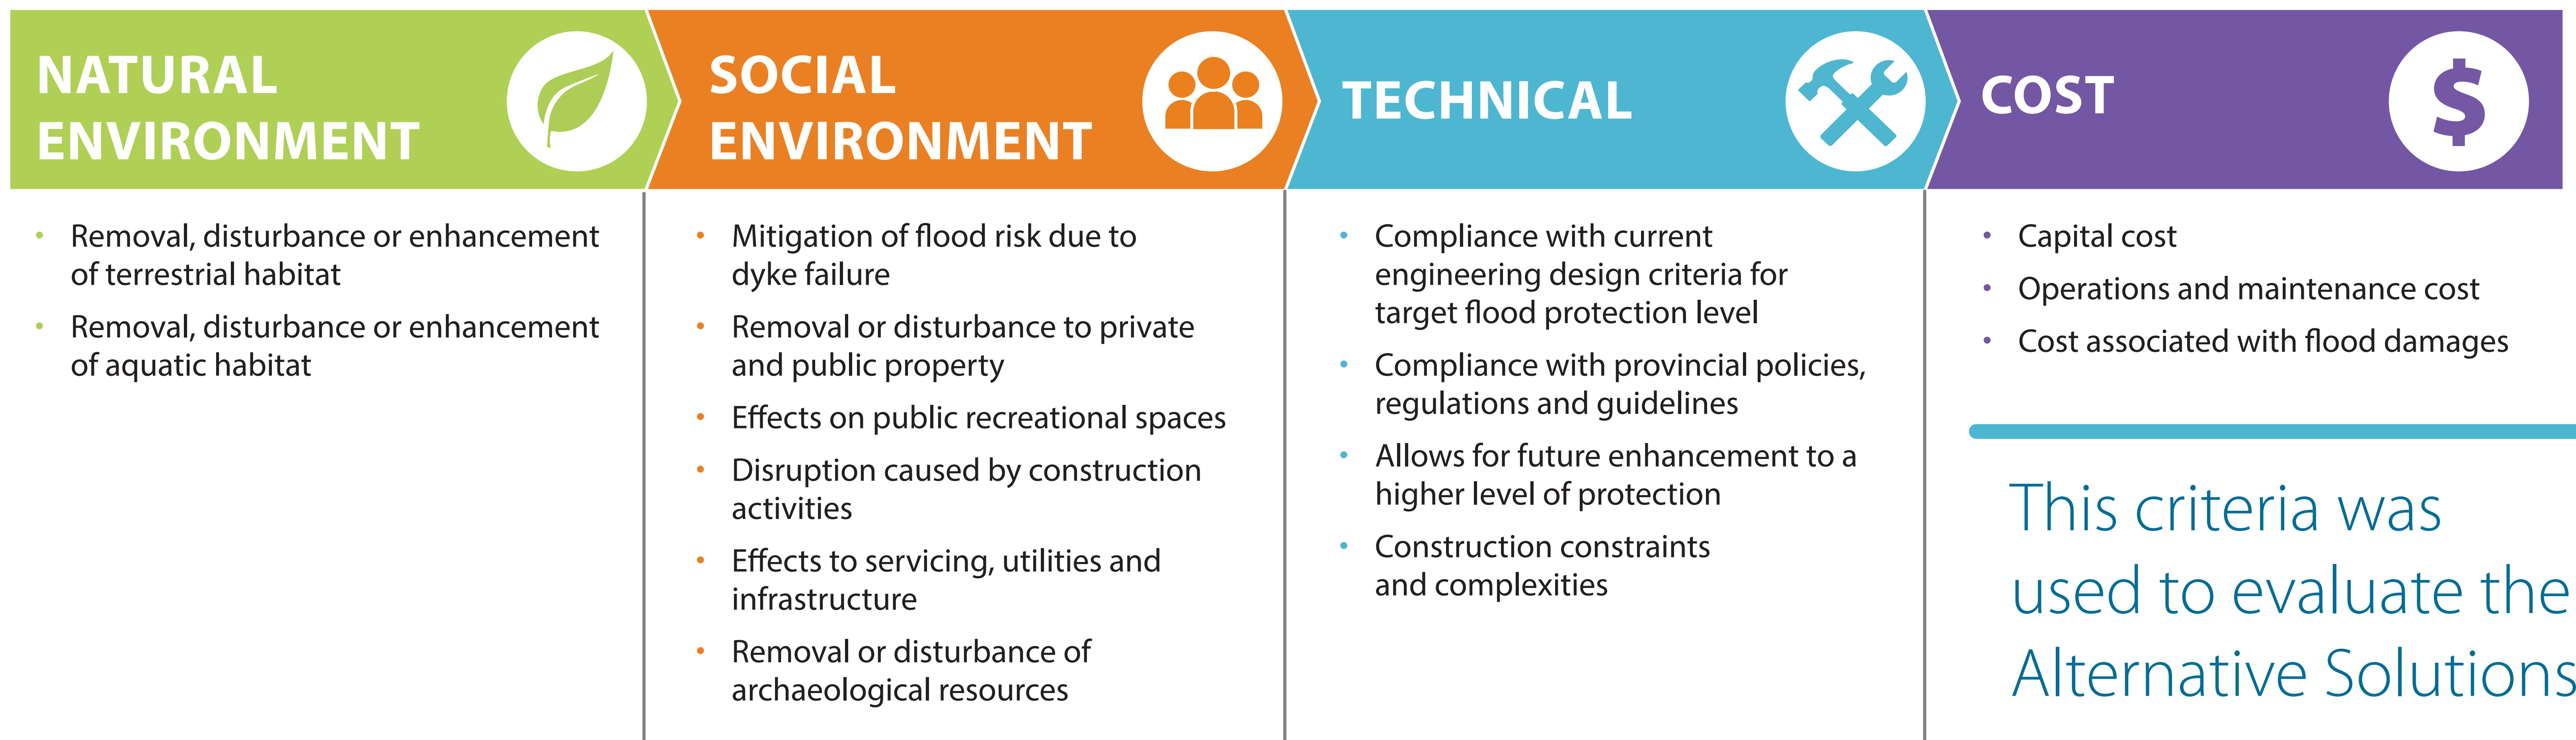 NATURAL
ENVIRONMENT
• Removal, disturbance or enhancement
of terrestrial habitat
• Removal, disturbance or enhancement
of aquatic habitat
SOCIAL
ENVIRONMENT
• Mitigation of flood risk due to
dyke failure
• Removal or disturbance to private
and public property
• Effects on public recreational spaces
• Disruption caused by construction
activities
• Effects to servicing, utilities and
infrastructure
• Removal or disturbance of
archaeological resources
TECHNICAL
• Compliance with current
engineering design criteria for
target flood protection level
• Compliance with provincial policies,
regulations and guidelines
• Allows for future enhancement to a
higher level of protection
• Construction constraints
and complexities
COST
$
• Capital cost
• Operations and maintenance cost
• Cost associated with flood damages
This criteria was
used to evaluate the
Alternative Solutions